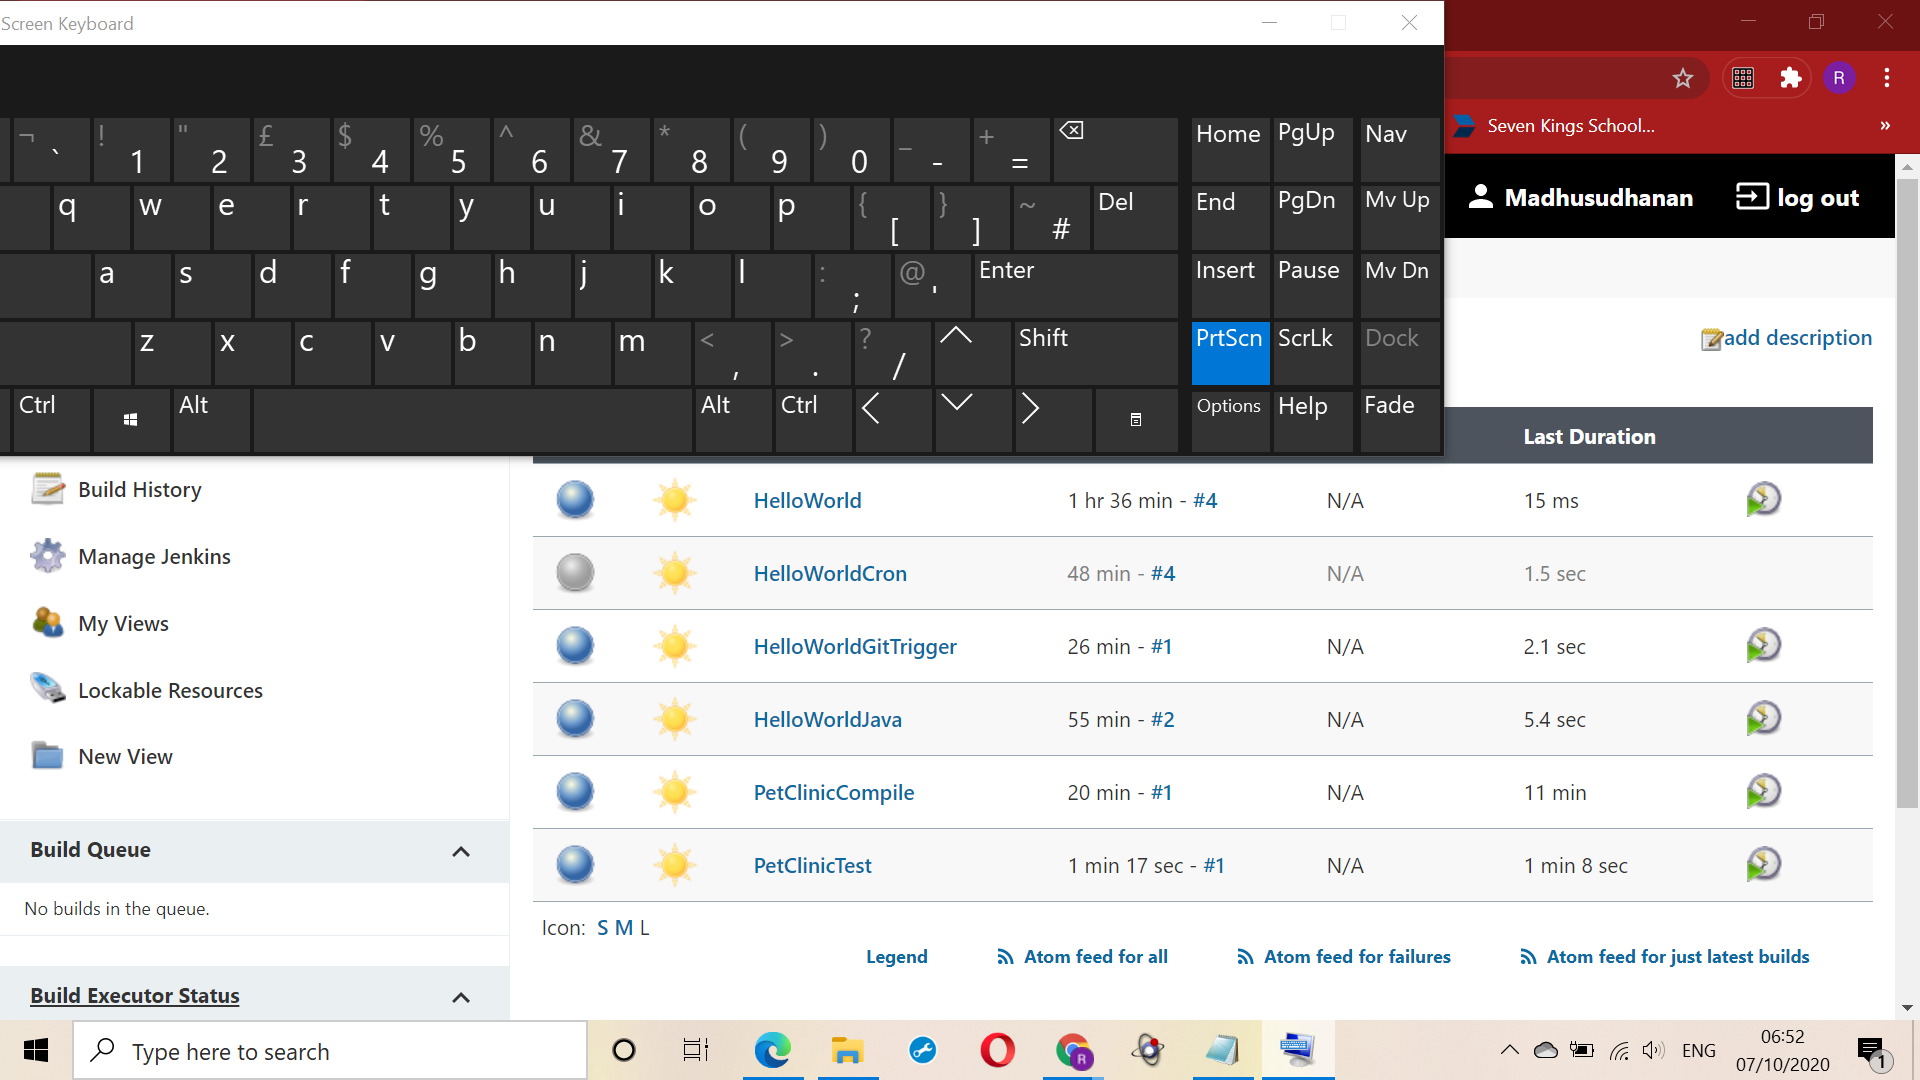 Screen Keyboard
¬ ` ! 1 " 2 £ 3 $ 4 % 5 ^ 6 & 7 * 8 ( 9 ) 0 _ - + = Home PgUp Nav
q w e r t y u i o p { [ } ] ~ # Del End PgDn Mv Up
a s d f g h j k l : ; @ ' Enter Insert Pause Mv Dn
z x c v b n m < , > . ? / Shift PrtScn ScrLk Dock
Ctrl Alt Alt Ctrl Options Help Fade
R
Seven Kings School... »
Madhusudhanan log out
add description
Last Duration
Build History
Manage Jenkins
My Views
Lockable Resources
New View
Build Queue
No builds in the queue.
Build Executor Status
HelloWorld 1 hr 36 min - #4 N/A 15 ms
HelloWorldCron 48 min - #4 N/A 1.5 sec
HelloWorldGitTrigger 26 min - #1 N/A 2.1 sec
HelloWorldJava 55 min - #2 N/A 5.4 sec
PetClinicCompile 20 min - #1 N/A 11 min
PetClinicTest 1 min 17 sec - #1 N/A 1 min 8 sec
Icon: S M L
Legend Atom feed for all Atom feed for failures Atom feed for just latest builds
Type here to search
R
ENG
06:52
07/10/2020
1